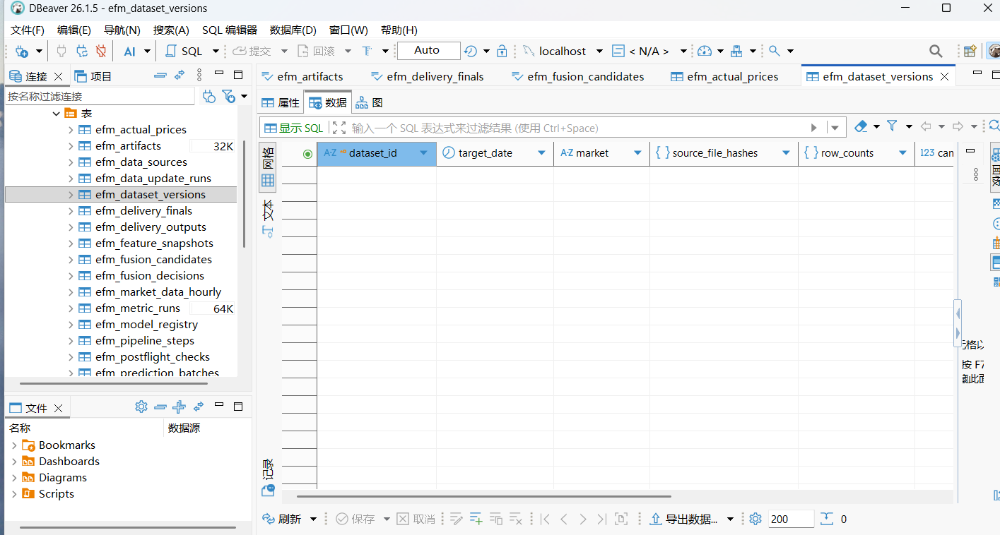 DBeaver 26.1.5 - efm_dataset_versions
文件(F) 编辑(E) 导航(N) 搜索(A) SQL 编辑器 数据库(D) 窗口(W) 帮助(H)
AI SQL 提交 回滚 T Auto localhost < N/A >
连接 项目
按名称过滤连接
表
efm_actual_prices
efm_artifacts 32K
efm_data_sources
efm_data_update_runs
efm_dataset_versions
efm_delivery_finals
efm_delivery_outputs
efm_feature_snapshots
efm_fusion_candidates
efm_fusion_decisions
efm_market_data_hourly
efm_metric_runs 64K
efm_model_registry
efm_pipeline_steps
efm_postflight_checks
efm_prediction_batches
文件
名称 数据源
Bookmarks
Dashboards
Diagrams
Scripts
efm_artifacts efm_delivery_finals efm_fusion_candidates efm_actual_prices efm_dataset_versions
属性 数据 图
显示 SQL 输入一个 SQL 表达式来过滤结果 (使用 Ctrl+Space)
网格
文本
记录
A-Z dataset_id target_date A-Z market { } source_file_hashes { } row_counts 123 can
元格以
按 F7
藏此面
刷新 保存 取消 导出数据... 200 0